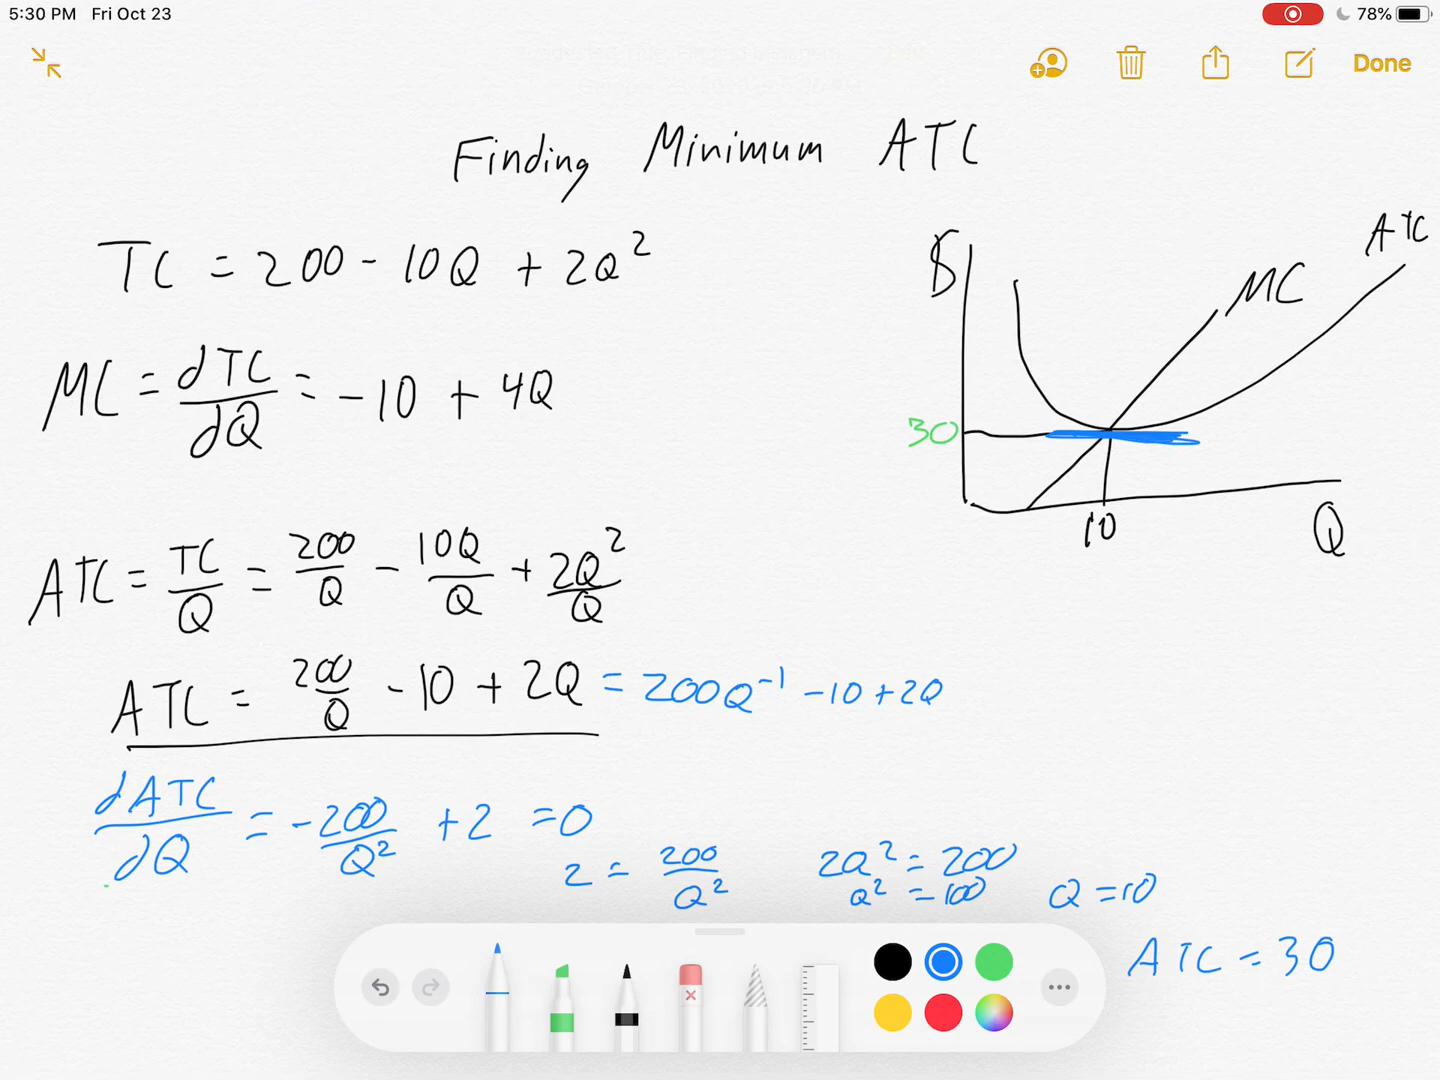 5:30 PM Fri Oct 23 78%
Done
Finding Minimum ATC
TC = 200 - 10Q + 2Q²
MC = dTC/dQ = -10 + 4Q
ATC = TC/Q = 200/Q - 10Q/Q + 2Q²/Q
ATC = 200/Q - 10 + 2Q = 200Q⁻¹ - 10 + 2Q
dATC/dQ = -200/Q² + 2 = 0
2 = 200/Q²
2Q² = 200
Q² = 100
Q = 10
ATC = 30
$
ATC
MC
30
10
Q